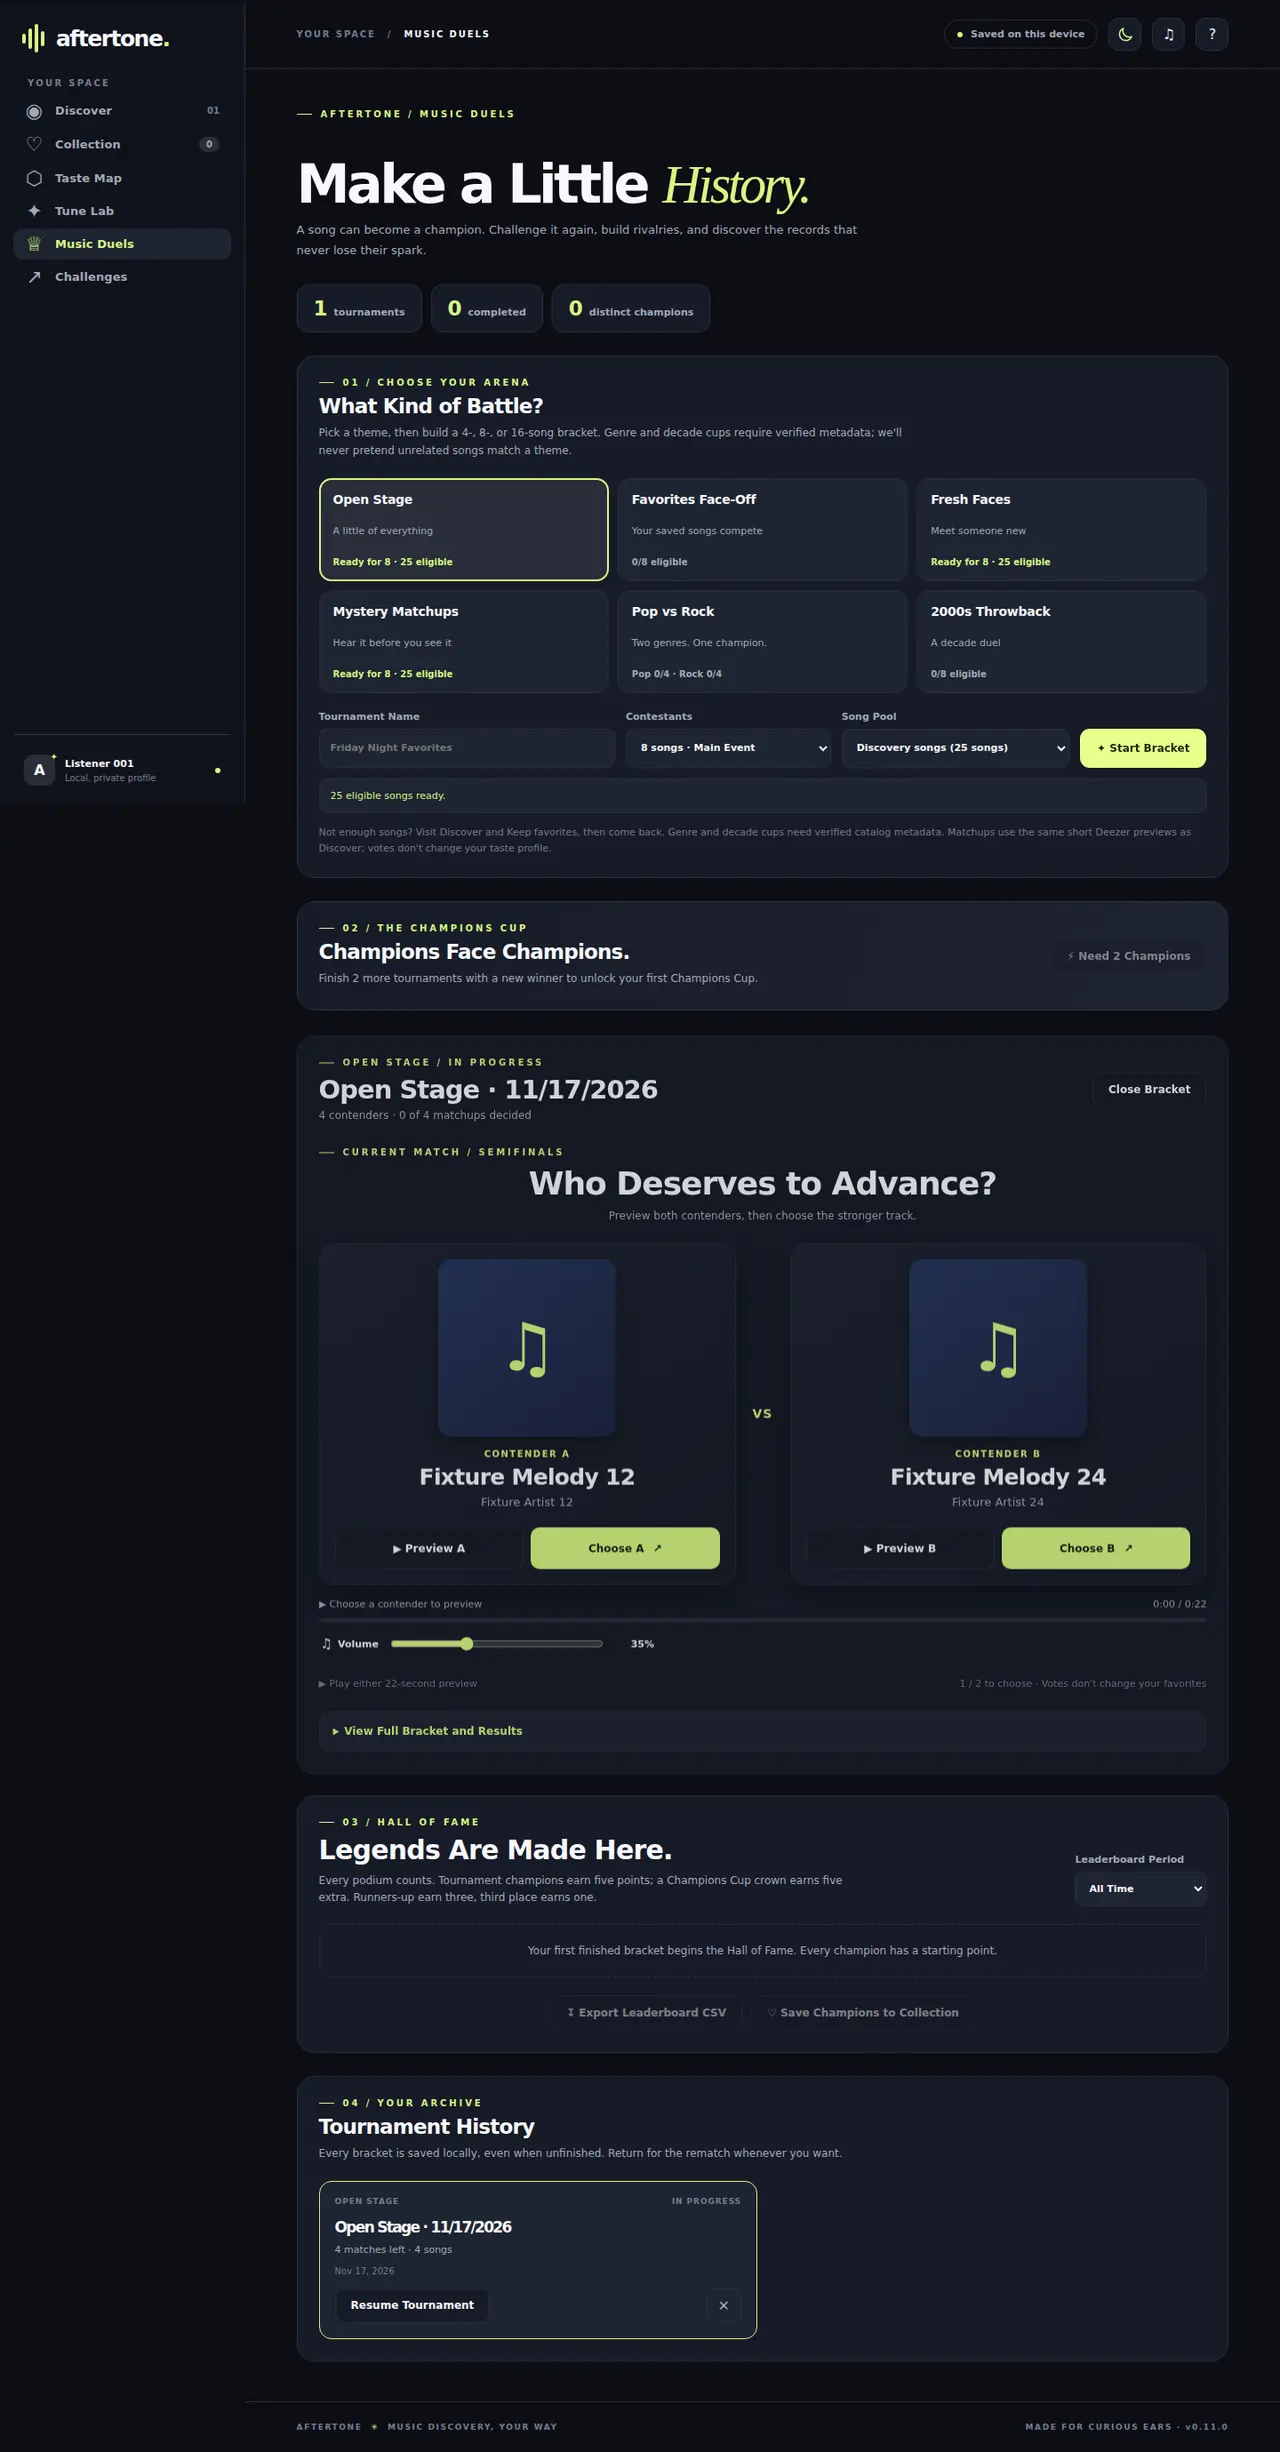 aftertone.
YOUR SPACE
Discover 01
Collection 0
Taste Map
Tune Lab
Music Duels
Challenges
A
Listener 001
Local, private profile
YOUR SPACE / MUSIC DUELS
Saved on this device
?
AFTERTONE / MUSIC DUELS
Make a Little History.
A song can become a champion. Challenge it again, build rivalries, and discover the records that
never lose their spark.
1 tournaments
0 completed
0 distinct champions
01 / CHOOSE YOUR ARENA
What Kind of Battle?
Pick a theme, then build a 4-, 8-, or 16-song bracket. Genre and decade cups require verified metadata; we'll
never pretend unrelated songs match a theme.
Open Stage
A little of everything
Ready for 8 · 25 eligible
Favorites Face-Off
Your saved songs compete
0/8 eligible
Fresh Faces
Meet someone new
Ready for 8 · 25 eligible
Mystery Matchups
Hear it before you see it
Ready for 8 · 25 eligible
Pop vs Rock
Two genres. One champion.
Pop 0/4 · Rock 0/4
2000s Throwback
A decade duel
0/8 eligible
Tournament Name
Friday Night Favorites
Contestants
8 songs · Main Event
Song Pool
Discovery songs (25 songs)
✦ Start Bracket
25 eligible songs ready.
Not enough songs? Visit Discover and Keep favorites, then come back. Genre and decade cups need verified catalog metadata. Matchups use the same short Deezer previews as
Discover; votes don't change your taste profile.
02 / THE CHAMPIONS CUP
Champions Face Champions.
Finish 2 more tournaments with a new winner to unlock your first Champions Cup.
⚡ Need 2 Champions
OPEN STAGE / IN PROGRESS
Open Stage · 11/17/2026
4 contenders · 0 of 4 matchups decided
Close Bracket
CURRENT MATCH / SEMIFINALS
Who Deserves to Advance?
Preview both contenders, then choose the stronger track.
CONTENDER A
Fixture Melody 12
Fixture Artist 12
▶ Preview A
Choose A ↗
VS
CONTENDER B
Fixture Melody 24
Fixture Artist 24
▶ Preview B
Choose B ↗
▶ Choose a contender to preview
0:00 / 0:22
♫ Volume
35%
▶ Play either 22-second preview
1 / 2 to choose · Votes don't change your favorites
▶ View Full Bracket and Results
03 / HALL OF FAME
Legends Are Made Here.
Every podium counts. Tournament champions earn five points; a Champions Cup crown earns five
extra. Runners-up earn three, third place earns one.
Leaderboard Period
All Time
Your first finished bracket begins the Hall of Fame. Every champion has a starting point.
↧ Export Leaderboard CSV
♡ Save Champions to Collection
04 / YOUR ARCHIVE
Tournament History
Every bracket is saved locally, even when unfinished. Return for the rematch whenever you want.
OPEN STAGE
IN PROGRESS
Open Stage · 11/17/2026
4 matches left · 4 songs
Nov 17, 2026
Resume Tournament
×
AFTERTONE ✶ MUSIC DISCOVERY, YOUR WAY
MADE FOR CURIOUS EARS · v0.11.0